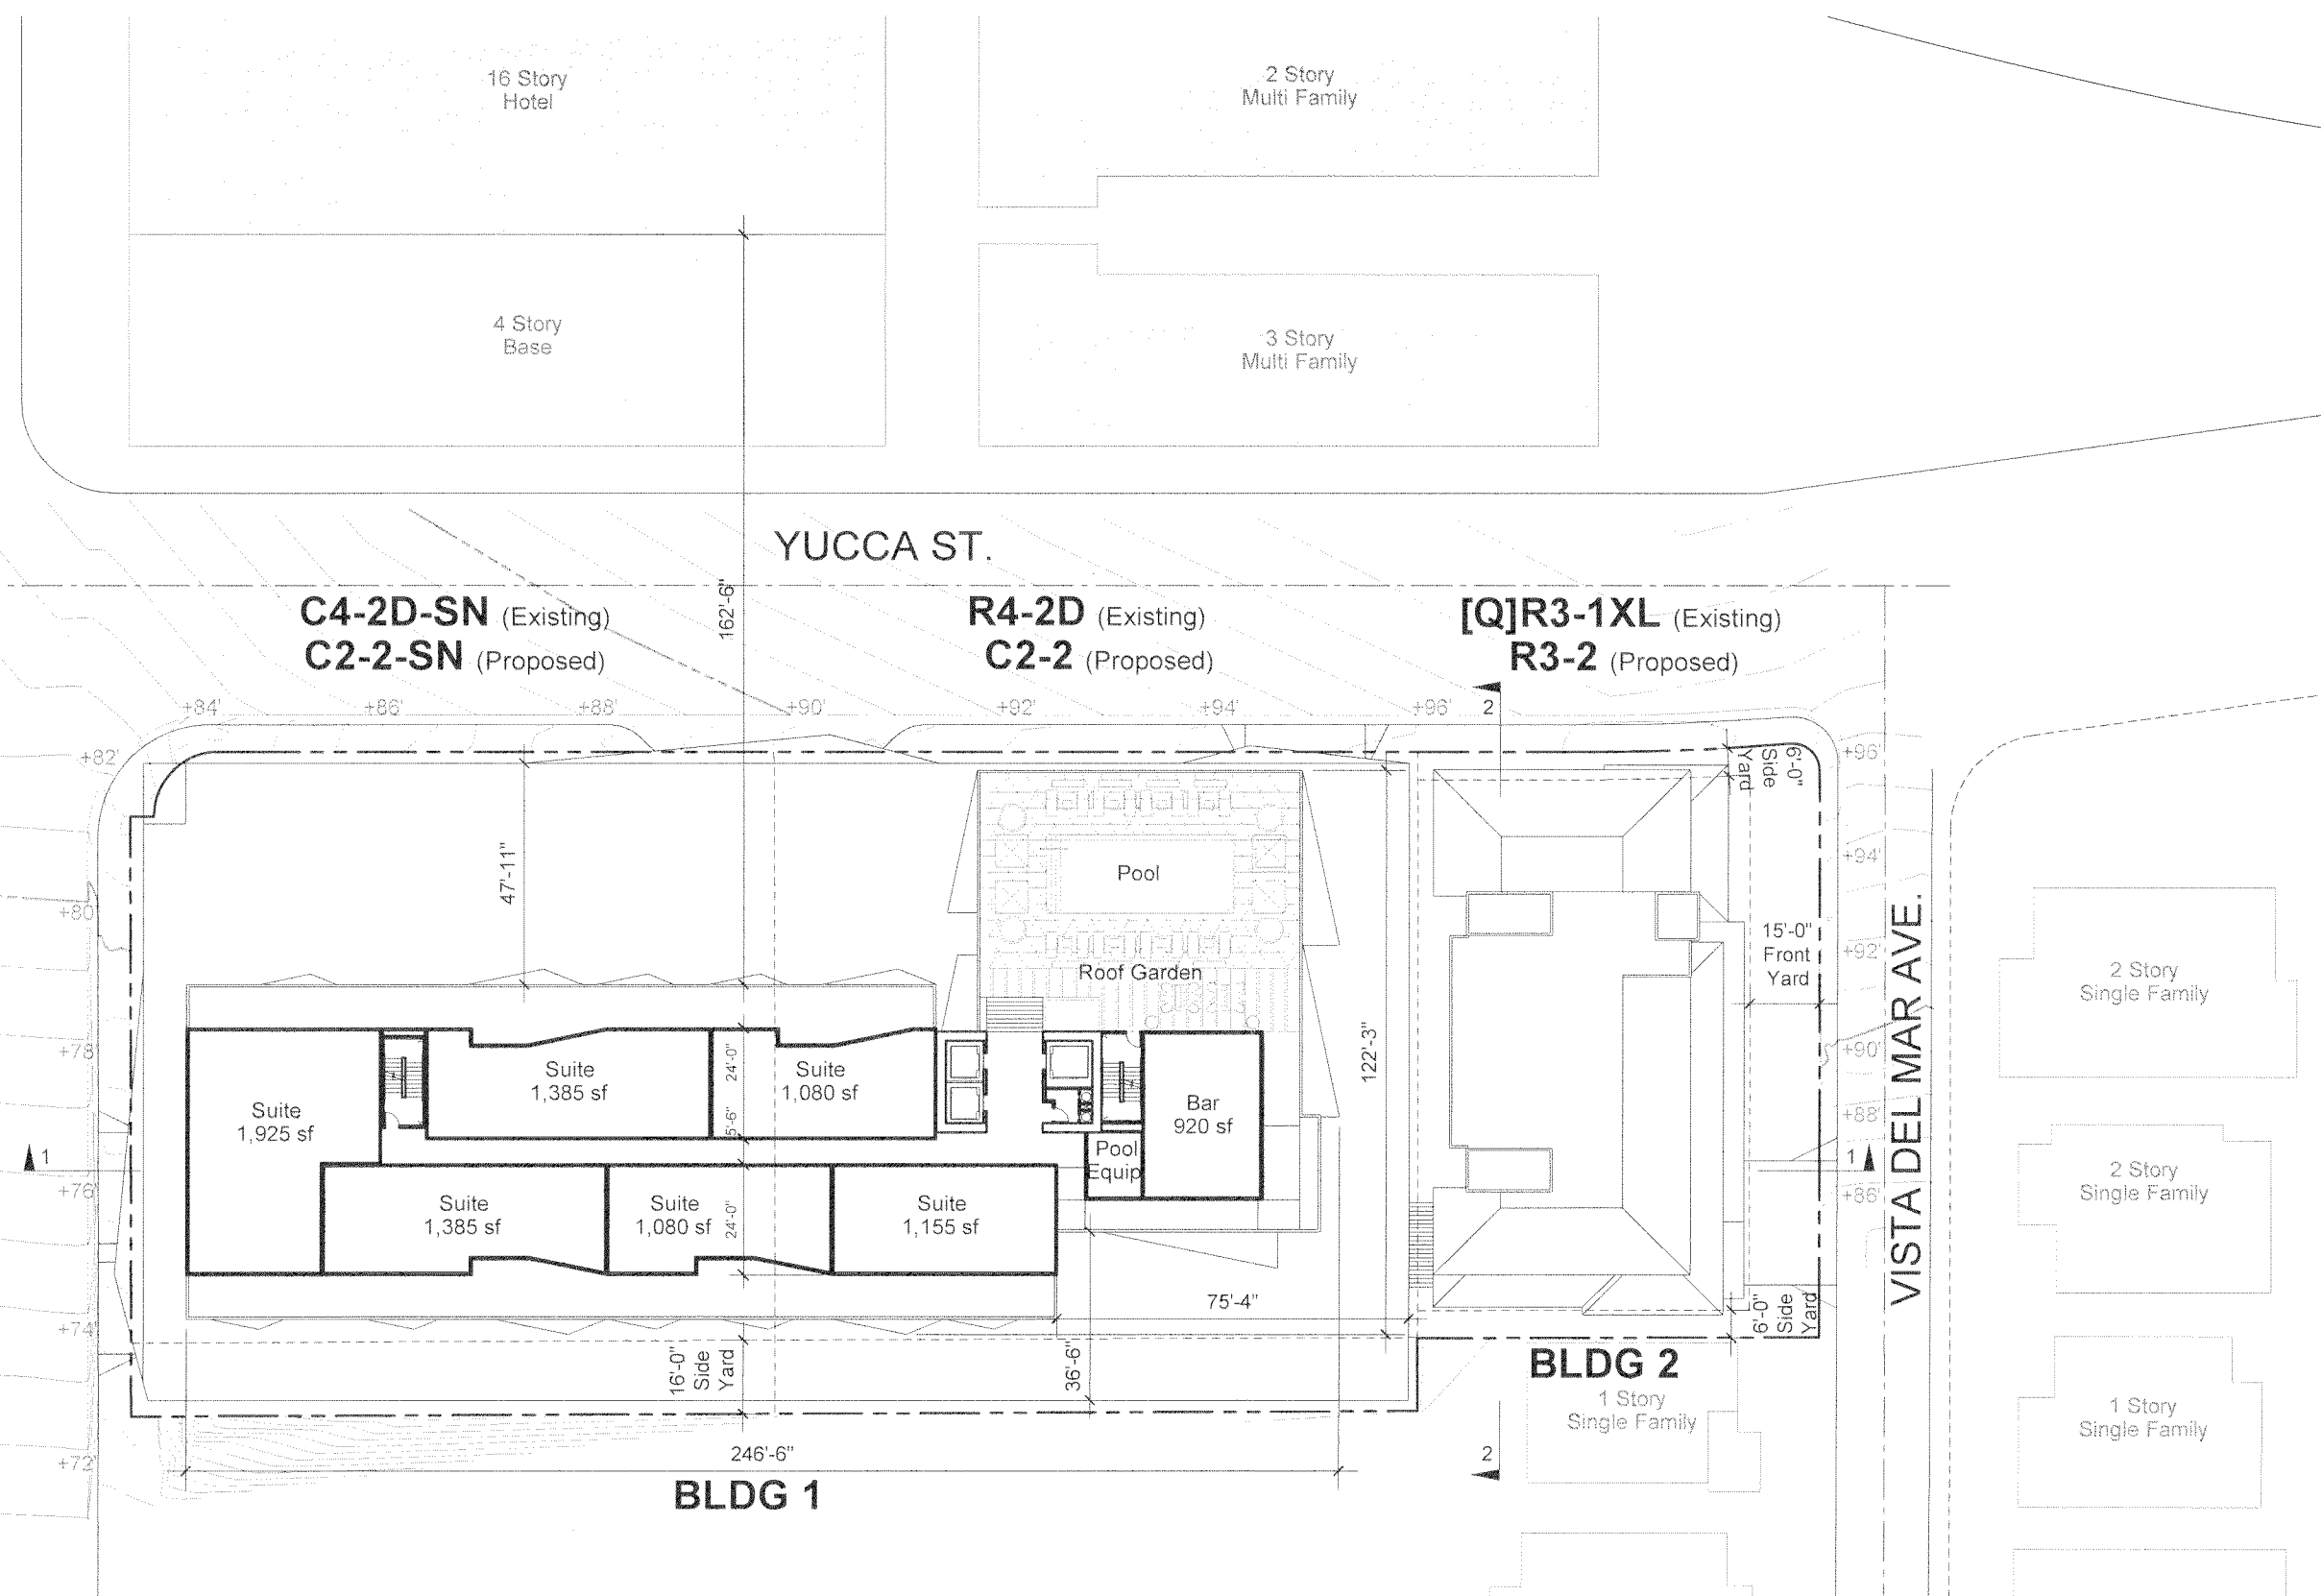 16 Story
Hotel
2 Story
Multi Family
4 Story
Base
3 Story
Multi Family
YUCCA ST.
162'-6"
C4-2D-SN (Existing)
C2-2-SN (Proposed)
R4-2D (Existing)
C2-2 (Proposed)
[Q]R3-1XL (Existing)
R3-2 (Proposed)
+84'
+86'
+88'
+90'
+92'
+94'
+96'
2
+82'
+80'
+78'
+76'
+74'
+72'
+96'
+94'
+92'
+90'
+88'
+86'
6'-0"
Side
Yard
47'-11"
Pool
Roof Garden
15'-0"
Front
Yard
VISTA DEL MAR AVE.
2 Story
Single Family
122'-3"
Suite
1,925 sf
Suite
1,385 sf
24'-0"
Suite
1,080 sf
5'-6"
Bar
920 sf
Pool
Equip
1
1
2 Story
Single Family
Suite
1,385 sf
Suite
1,080 sf
24'-0"
Suite
1,155 sf
75'-4"
6'-0"
Side
Yard
16'-0"
Side
Yard
36'-6"
BLDG 2
1 Story
Single Family
1 Story
Single Family
246'-6"
2
BLDG 1